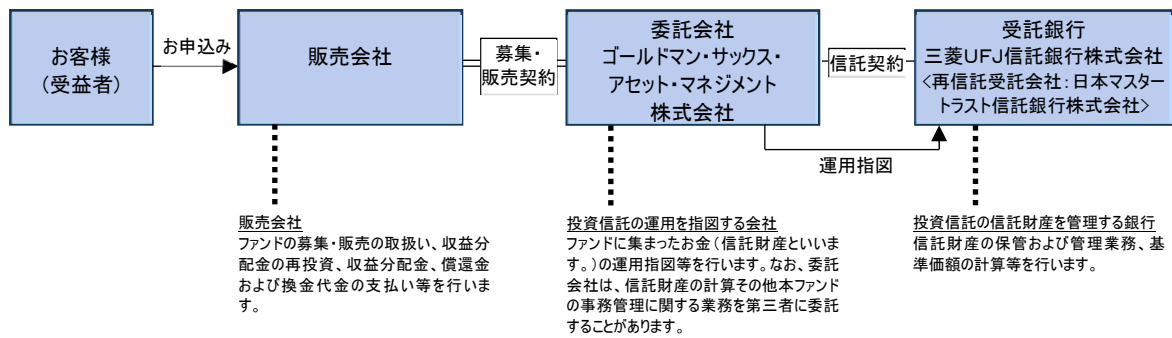 お客様
(受益者)
お申込み
販売会社
募集・
販売契約
委託会社
ゴールドマン・サックス・
アセット・マネジメント
株式会社
信託契約
受託銀行
三菱UFJ信託銀行株式会社
<再信託受託会社:日本マスター
トラスト信託銀行株式会社>
運用指図
販売会社
ファンドの募集・販売の取扱い、収益分
配金の再投資、収益分配金、償還金
および換金代金の支払い等を行いま
す。
投資信託の運用を指図する会社
ファンドに集まったお金(信託財産といいま
す。)の運用指図等を行います。なお、委託
会社は、信託財産の計算その他本ファンド
の事務管理に関する業務を第三者に委託
することがあります。
投資信託の信託財産を管理する銀行
信託財産の保管および管理業務、基
準価額の計算等を行います。